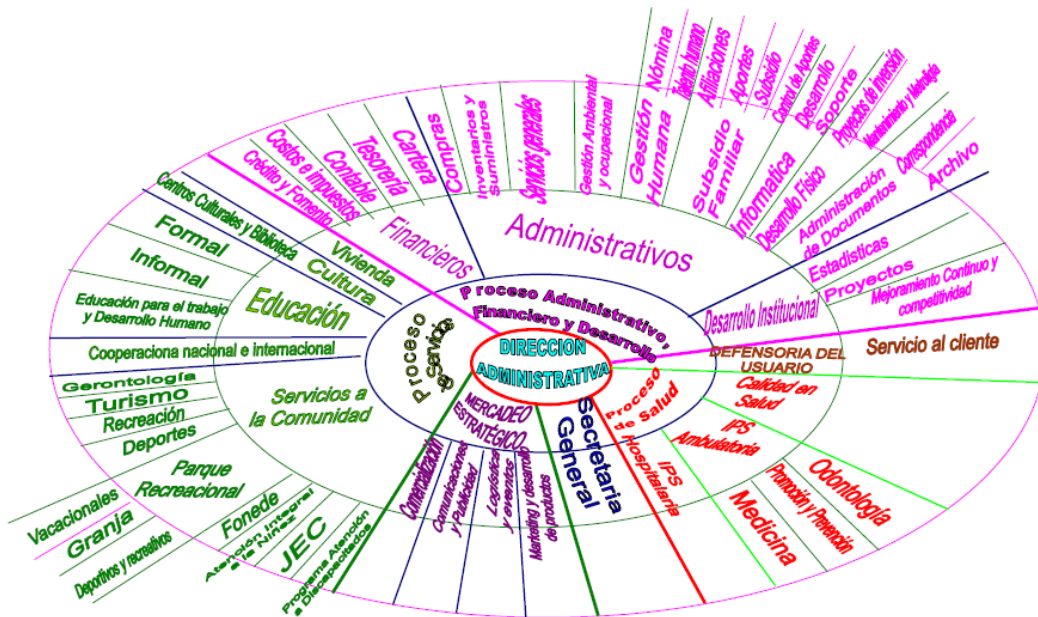 DIRECCION
ADMINISTRATIVA
Proceso Administrativo,
Financiero y Desarrollo
Financieros
Crédito y Fomento
Costos e impuestos
Contable
Tesorería
Cartera
Administrativos
Compras
Inventarios y
Suministros
Servicios generales
Gestión Ambiental
y ocupacional
Gestión
Humana
Nómina
Talento humano
Subsidio
Familiar
Afiliaciones
Aportes
Subsidio
Control de Aportes
Informatica
Desarrollo
Soporte
Desarrollo Físico
Proyectos de inversión
Mantenimiento y Metrología
Administración
de Documentos
Correspondencia
Archivo
Desarrollo Institucional
Estadísticas
Proyectos
Mejoramiento Continuo y
competitividad
DEFENSORIA DEL
USUARIO
Servicio al cliente
Proceso
de Salud
Calidad en
Salud
IPS
Ambulatoria
Odontología
Promoción y Prevención
Medicina
IPS
Hospitalaria
Secretaria
General
MERCADEO
ESTRATÉGICO
Comercialización
Comunicaciones
y Publicidad
Logística
y eventos
Marketing y desarrollo
de productos
Proceso
de Servicios
Vivienda
Cultura
Centros Culturales y Biblioteca
Educación
Formal
Informal
Educación para el trabajo
y Desarrollo Humano
Cooperaciona nacional e internacional
Servicios a
la Comunidad
Gerontología
Turismo
Recreación
Deportes
Parque
Recreacional
Vacacionales
Granja
Deportivos y recreativos
Fonede
Atención Integral
a la Niñez
JEC
Programa Atención
a Discapacitados